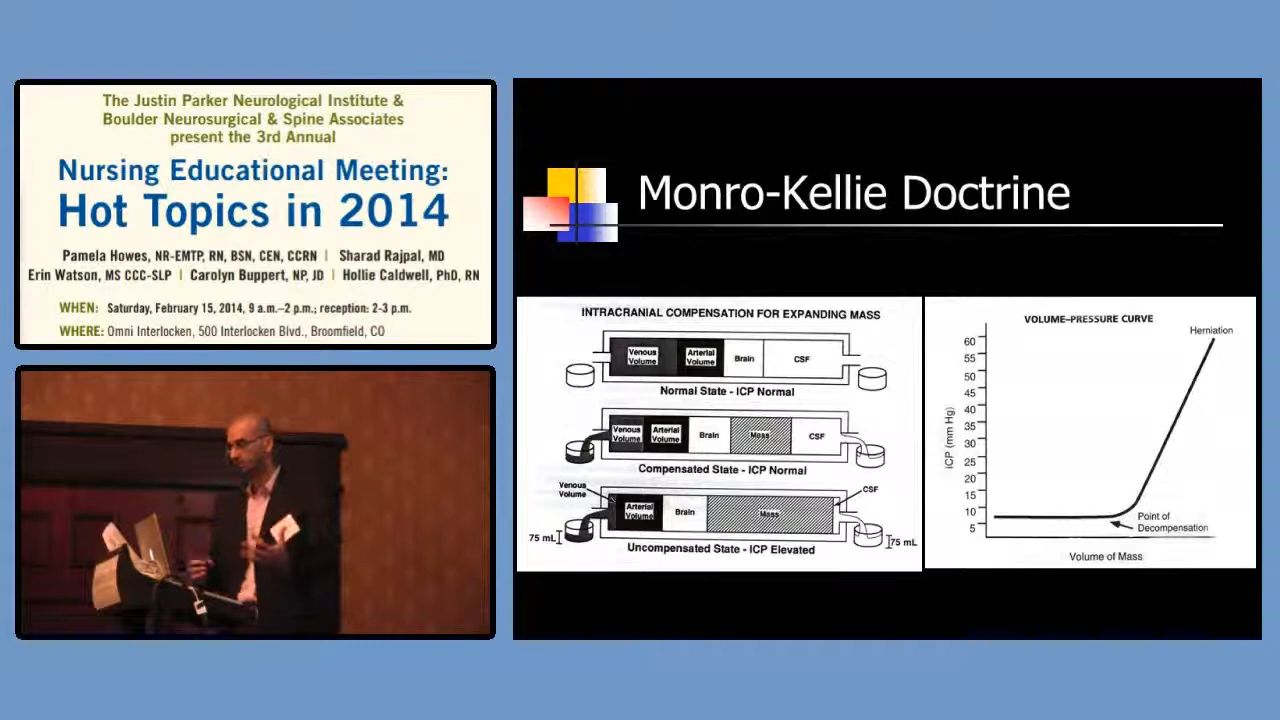 The Justin Parker Neurological Institute &
Boulder Neurosurgical & Spine Associates
present the 3rd Annual
Nursing Educational Meeting:
Hot Topics in 2014
Pamela Howes, NR-EMTP, RN, BSN, CEN, CCRN | Sharad Rajpal, MD
Erin Watson, MS CCC-SLP | Carolyn Buppert, NP, JD | Hollie Caldwell, PhD, RN
WHEN: Saturday, February 15, 2014, 9 a.m.–2 p.m.; reception: 2-3 p.m.
WHERE: Omni Interlocken, 500 Interlocken Blvd., Broomfield, CO
Monro-Kellie Doctrine
INTRACRANIAL COMPENSATION FOR EXPANDING MASS
Venous Volume
Arterial Volume
Brain
CSF
Normal State - ICP Normal
Venous Volume
Arterial Volume
Brain
Mass
CSF
Compensated State - ICP Normal
Venous Volume
Arterial Volume
Brain
Mass
CSF
75 mL
75 mL
Uncompensated State - ICP Elevated
VOLUME–PRESSURE CURVE
Herniation
60
55
50
45
40
35
30
25
20
15
10
5
ICP (mm Hg)
Point of
Decompensation
Volume of Mass